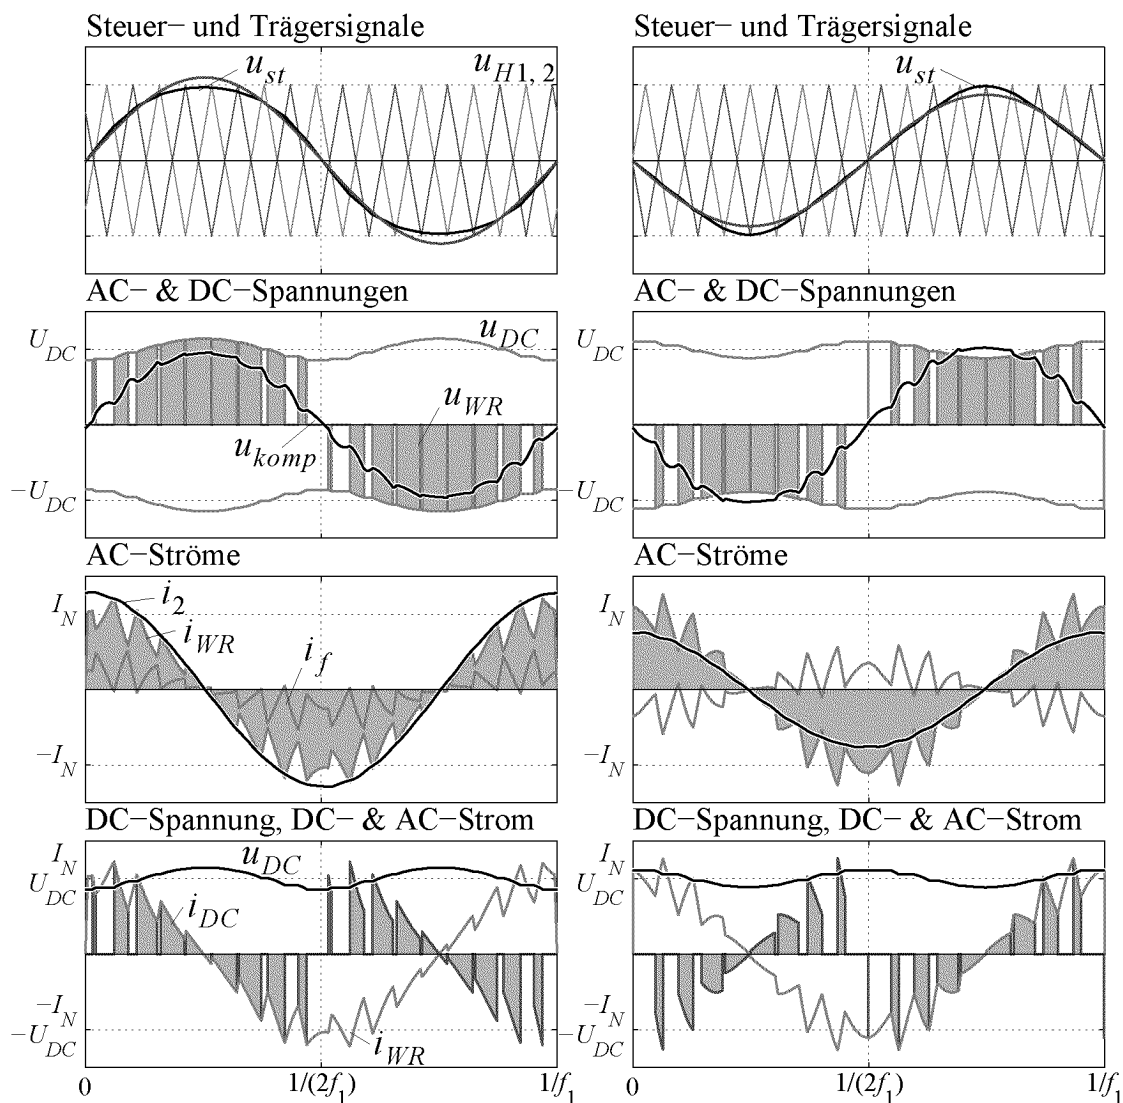 Steuer− und Trägersignale
u_st
u_H1, 2
AC− & DC−Spannungen
U_DC
u_DC
u_WR
u_komp
−U_DC
AC−Ströme
I_N
i_2
i_WR
i_f
−I_N
DC−Spannung, DC− & AC−Strom
I_N
U_DC
u_DC
i_DC
−I_N
−U_DC
i_WR
0
1/(2f_1)
1/f_1
Steuer− und Trägersignale
u_st
AC− & DC−Spannungen
U_DC
−U_DC
AC−Ströme
I_N
−I_N
DC−Spannung, DC− & AC−Strom
I_N
U_DC
−I_N
−U_DC
0
1/(2f_1)
1/f_1